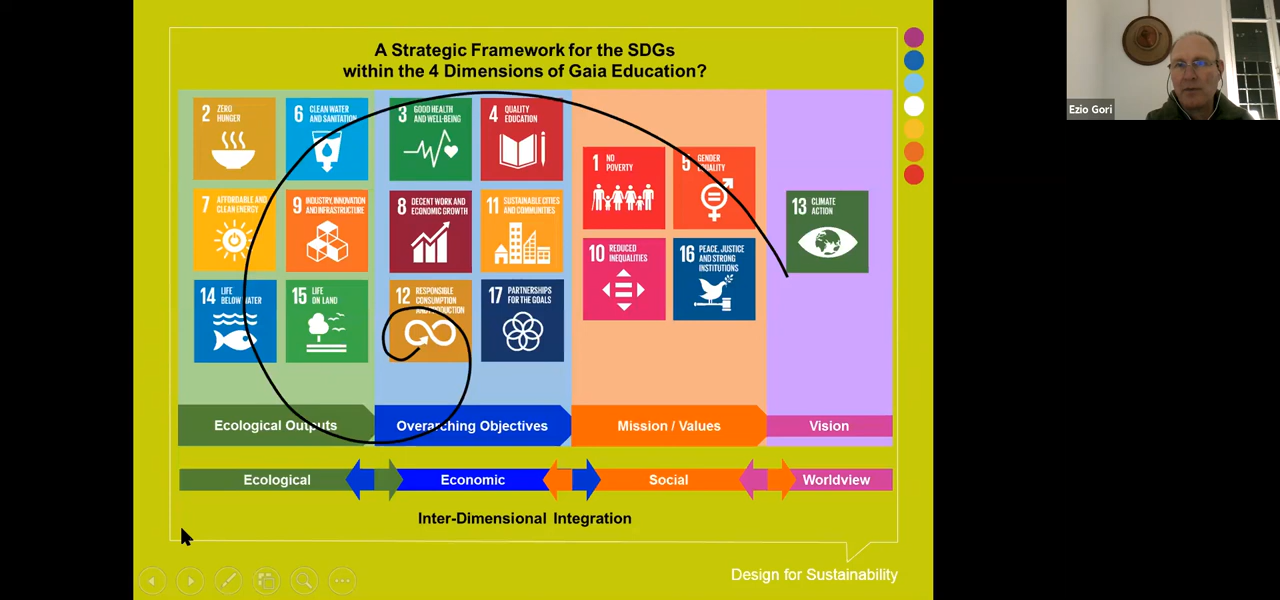 A Strategic Framework for the SDGs
within the 4 Dimensions of Gaia Education?
2 ZERO
HUNGER
6 CLEAN WATER
AND SANITATION
3 GOOD HEALTH
AND WELL-BEING
4 QUALITY
EDUCATION
1 NO
POVERTY
5 GENDER
EQUALITY
7 AFFORDABLE AND
CLEAN ENERGY
9 INDUSTRY, INNOVATION
AND INFRASTRUCTURE
8 DECENT WORK AND
ECONOMIC GROWTH
11 SUSTAINABLE CITIES
AND COMMUNITIES
10 REDUCED
INEQUALITIES
16 PEACE, JUSTICE
AND STRONG
INSTITUTIONS
13 CLIMATE
ACTION
14 LIFE
BELOW WATER
15 LIFE
ON LAND
12 RESPONSIBLE
CONSUMPTION
AND PRODUCTION
17 PARTNERSHIPS
FOR THE GOALS
Ecological Outputs
Overarching Objectives
Mission / Values
Vision
Ecological
Economic
Social
Worldview
Inter-Dimensional Integration
Design for Sustainability
Ezio Gori